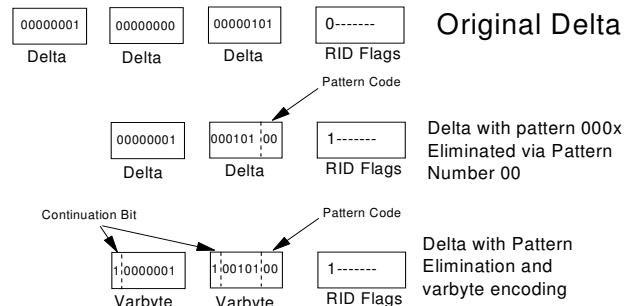 00000001 00000000 00000101 0------- Original Delta
Delta Delta Delta RID Flags
Pattern Code
00000001 000101 00 1------- Delta with pattern 000x
Eliminated via Pattern
Delta Delta RID Flags Number 00
Continuation Bit Pattern Code
1 0000001 1 00101 00 1------- Delta with Pattern
Elimination and
Varbyte Varbyte RID Flags varbyte encoding